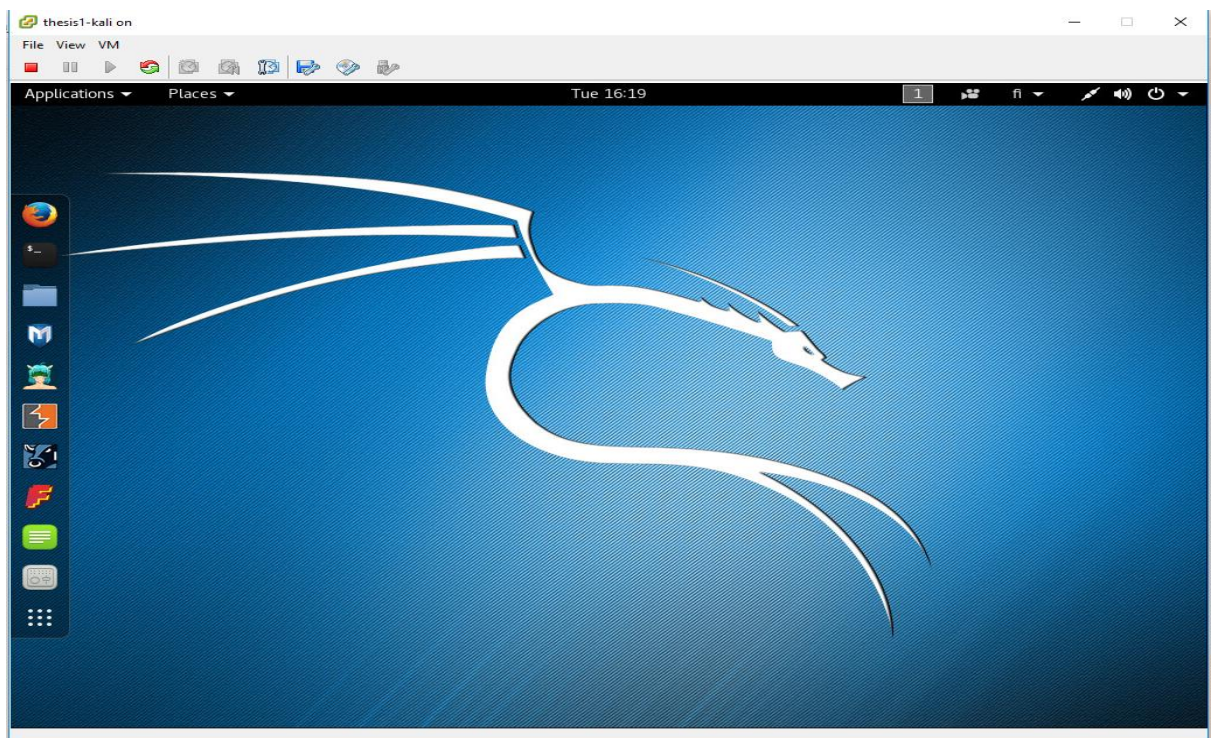 thesis1-kali on
File View VM
Applications Places Tue 16:19 1 fi
$_